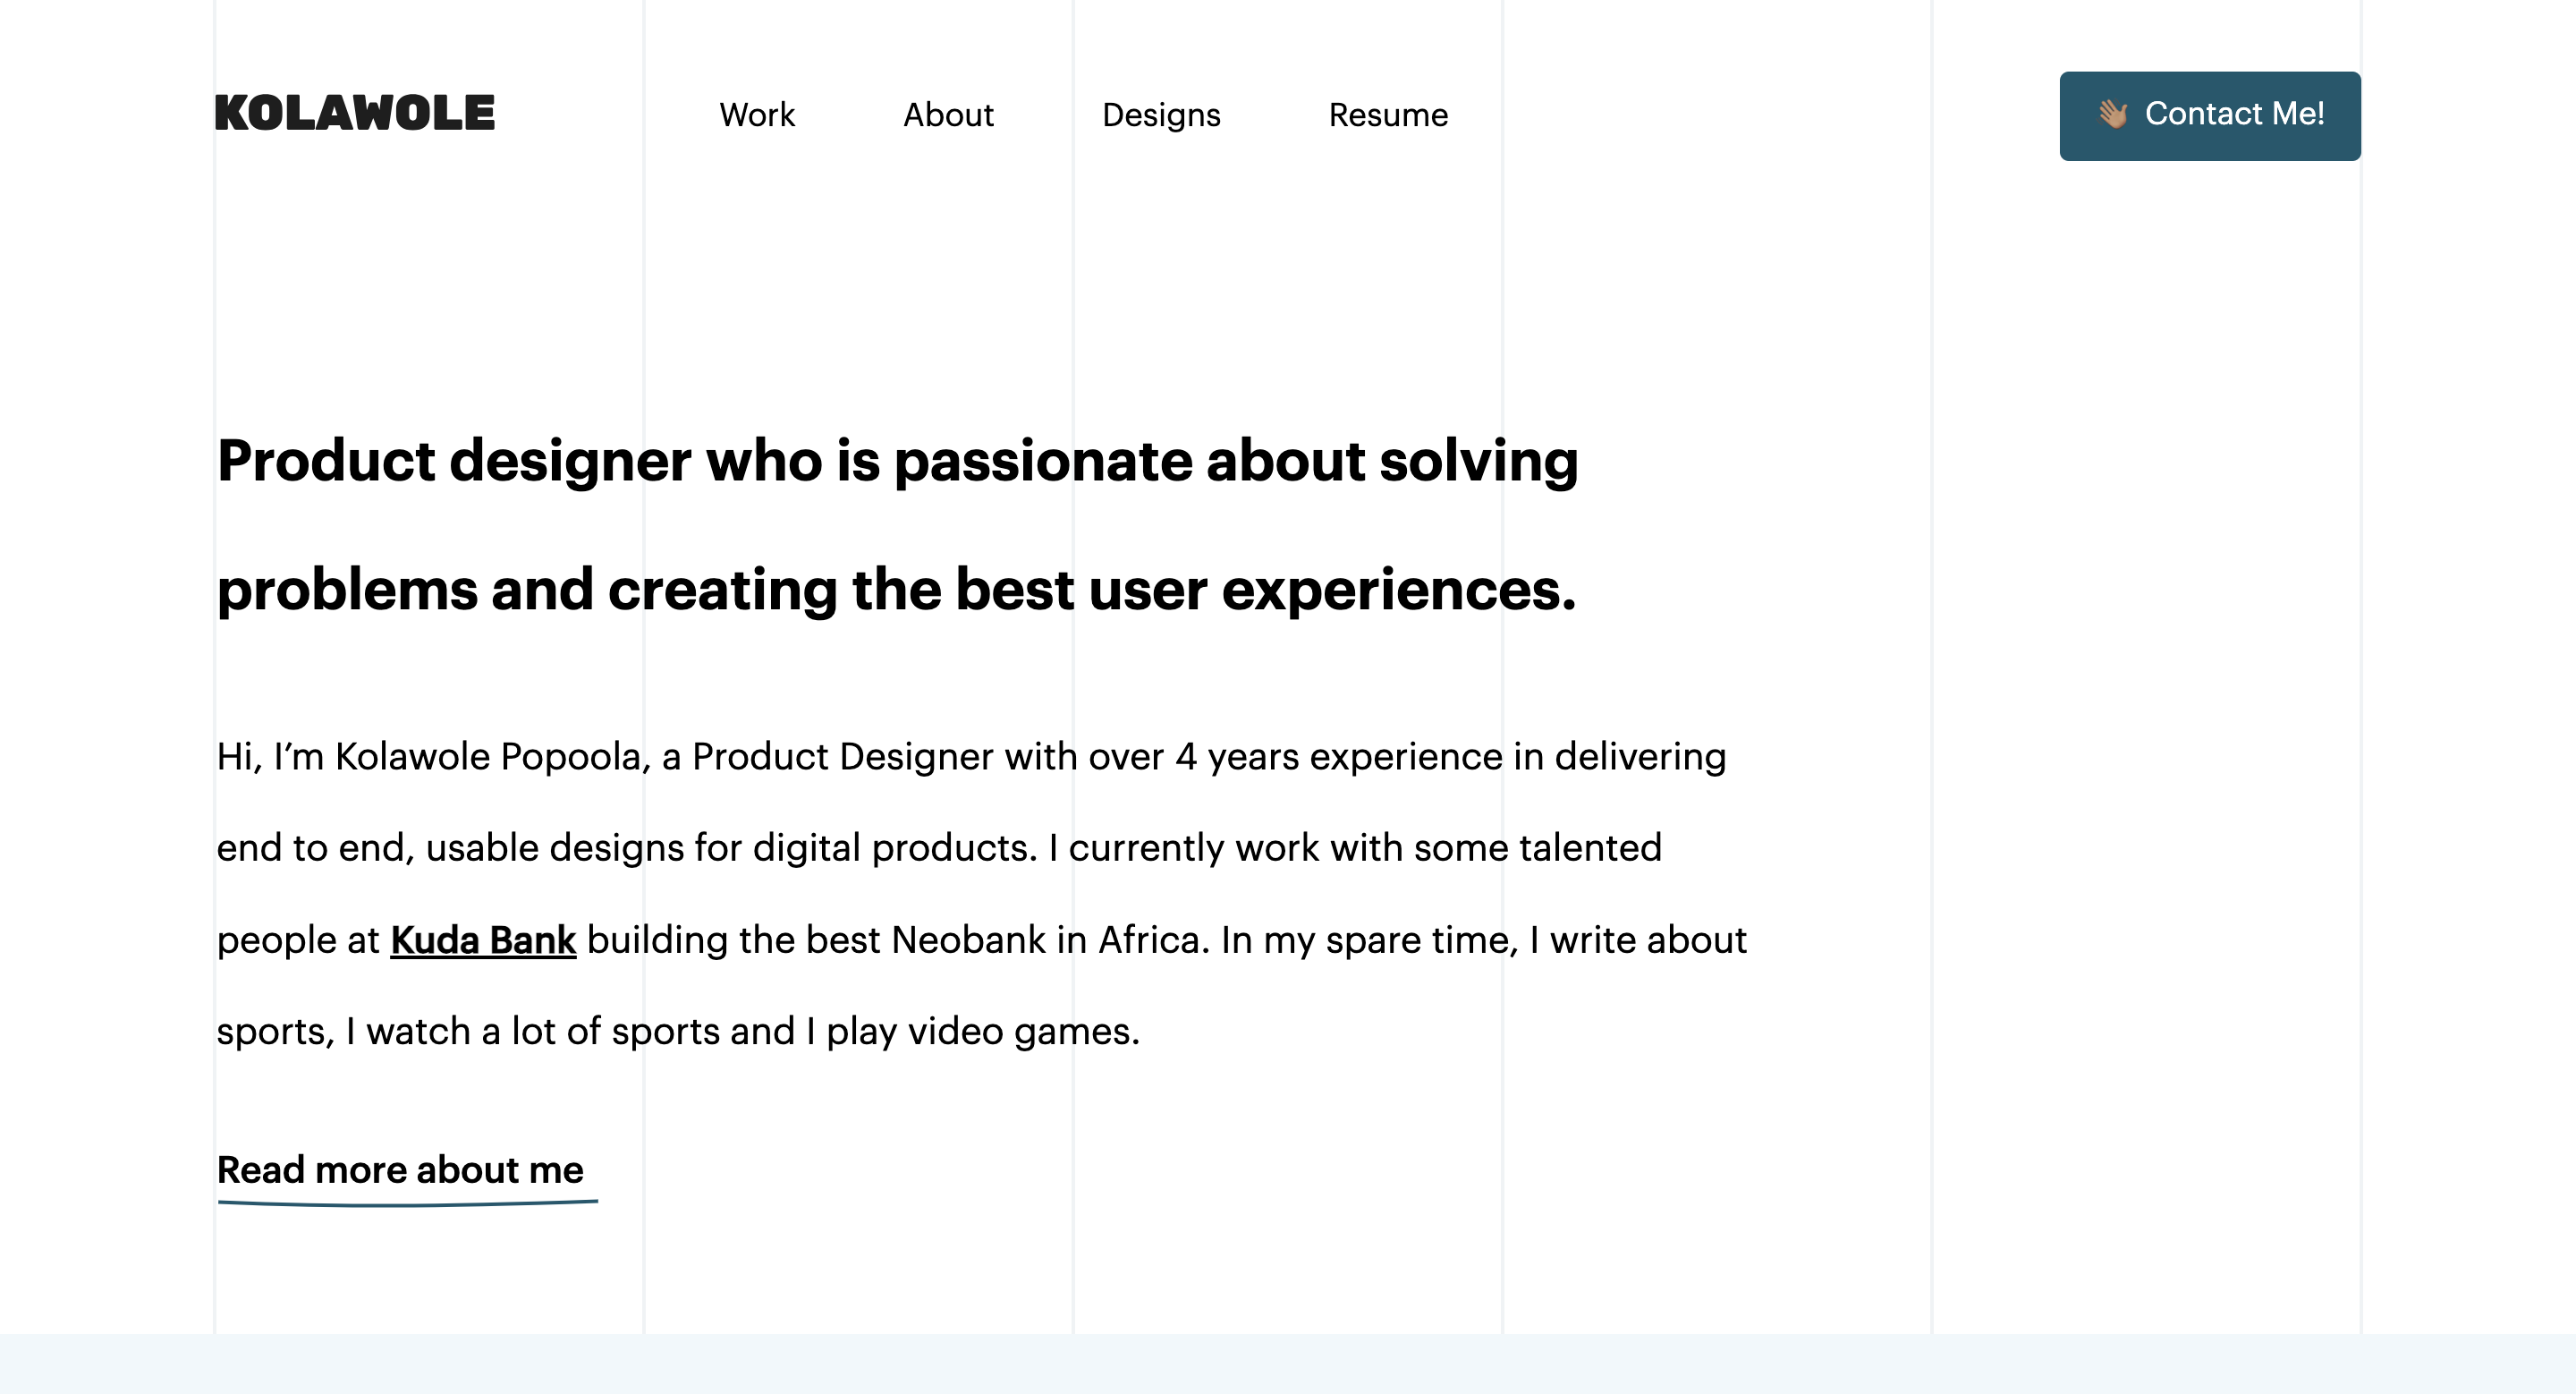 KOLAWOLE
Work
About
Designs
Resume
👋🏽 Contact Me!
Product designer who is passionate about solving
problems and creating the best user experiences.
Hi, I’m Kolawole Popoola, a Product Designer with over 4 years experience in delivering
end to end, usable designs for digital products. I currently work with some talented
people at Kuda Bank building the best Neobank in Africa. In my spare time, I write about
sports, I watch a lot of sports and I play video games.
Read more about me